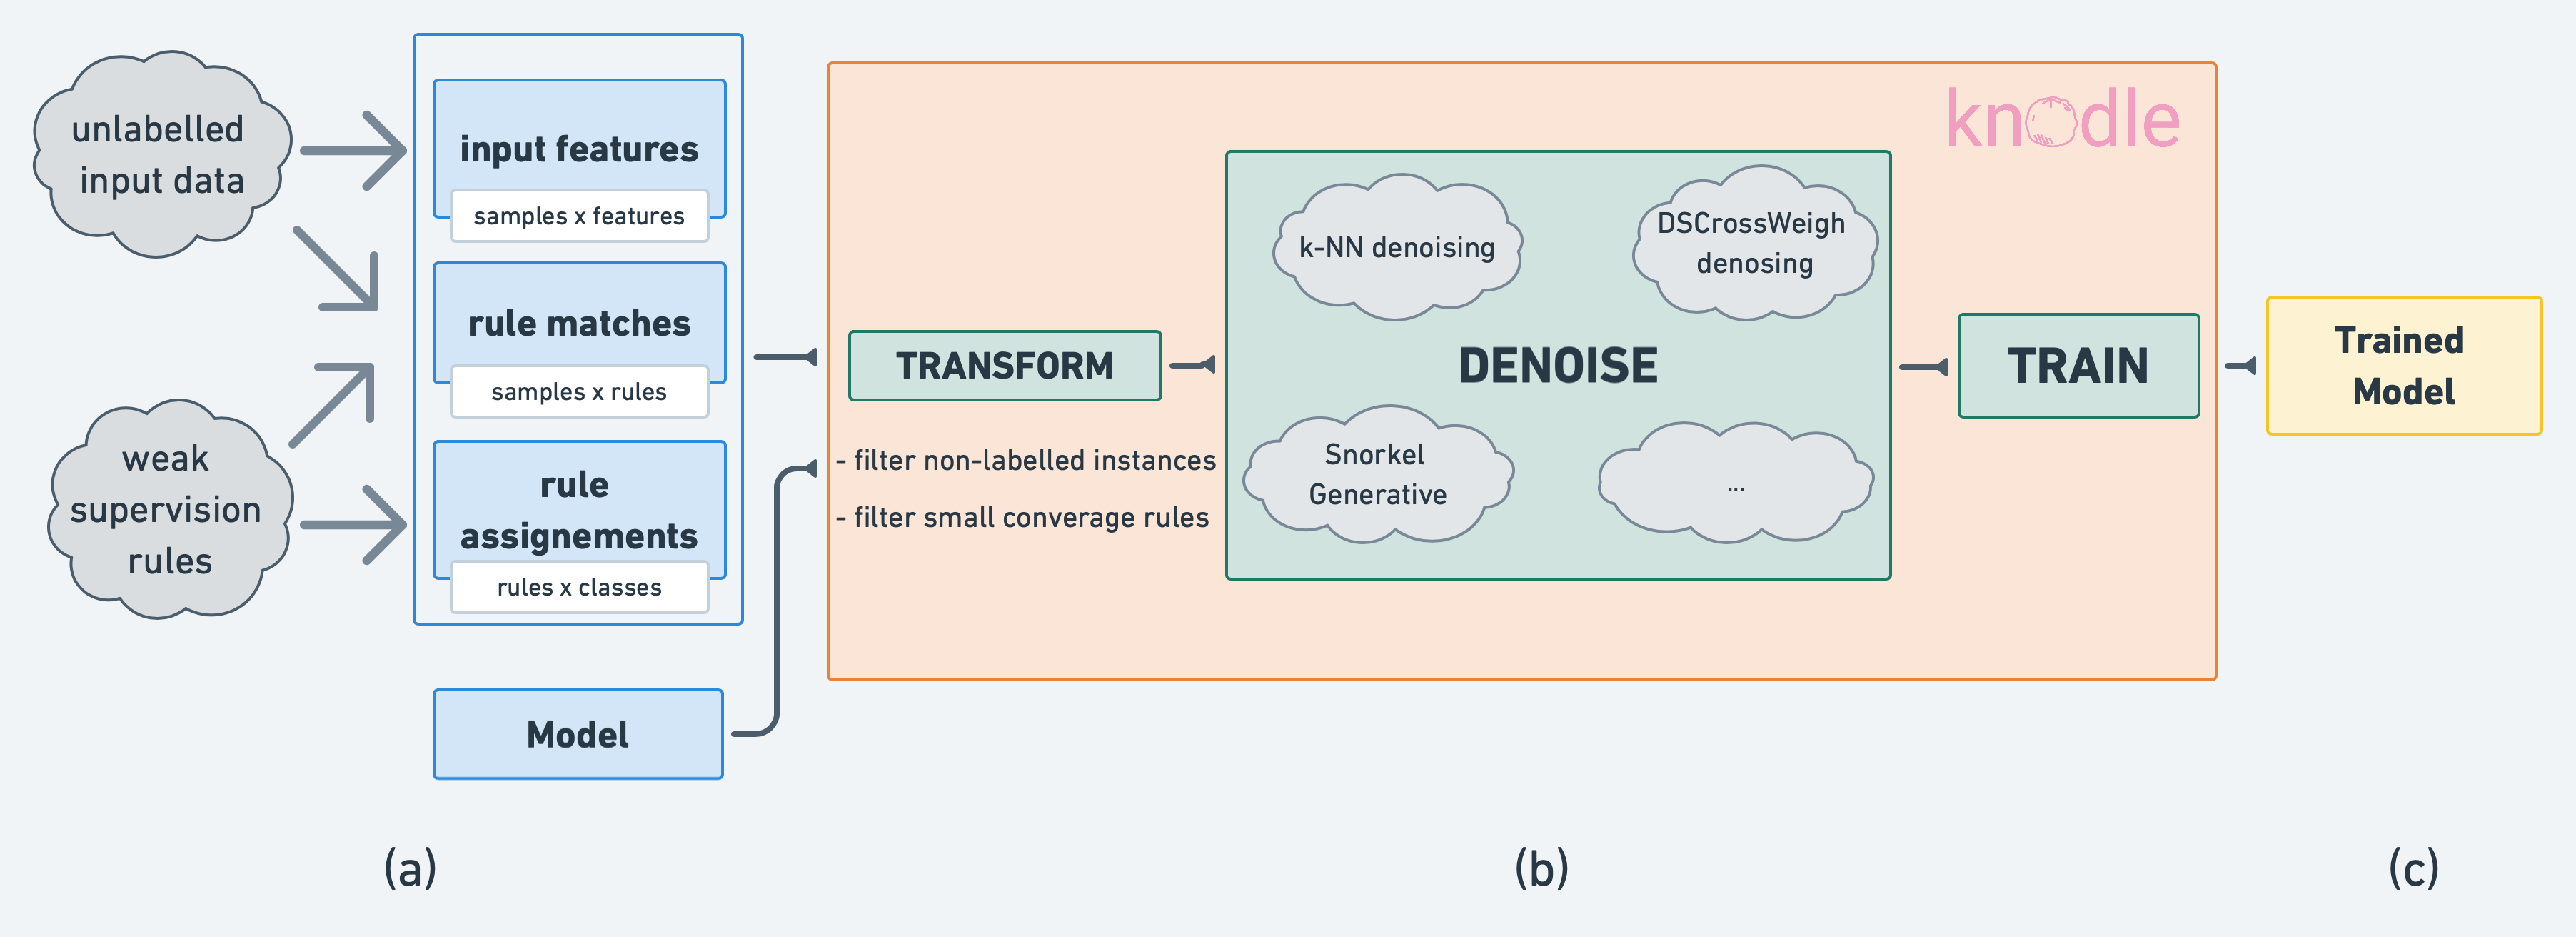 unlabelled
input data
weak
supervision
rules
input features
samples x features
rule matches
samples x rules
rule
assignements
rules x classes
Model
knodle
TRANSFORM
- filter non-labelled instances
- filter small converage rules
k-NN denoising
DSCrossWeigh
denosing
DENOISE
Snorkel
Generative
...
TRAIN
Trained
Model
(a)
(b)
(c)